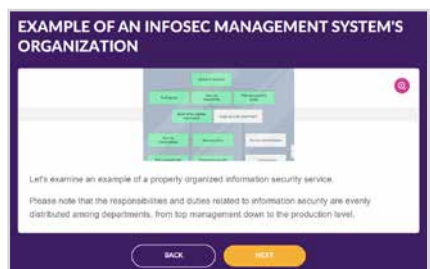 EXAMPLE OF AN INFOSEC MANAGEMENT SYSTEM'S
ORGANIZATION
Let's examine an example of a properly organized information security service.
Please note that the responsibilities and duties related to information security are evenly
distributed among departments, from top management down to the production level.
BACK
NEXT